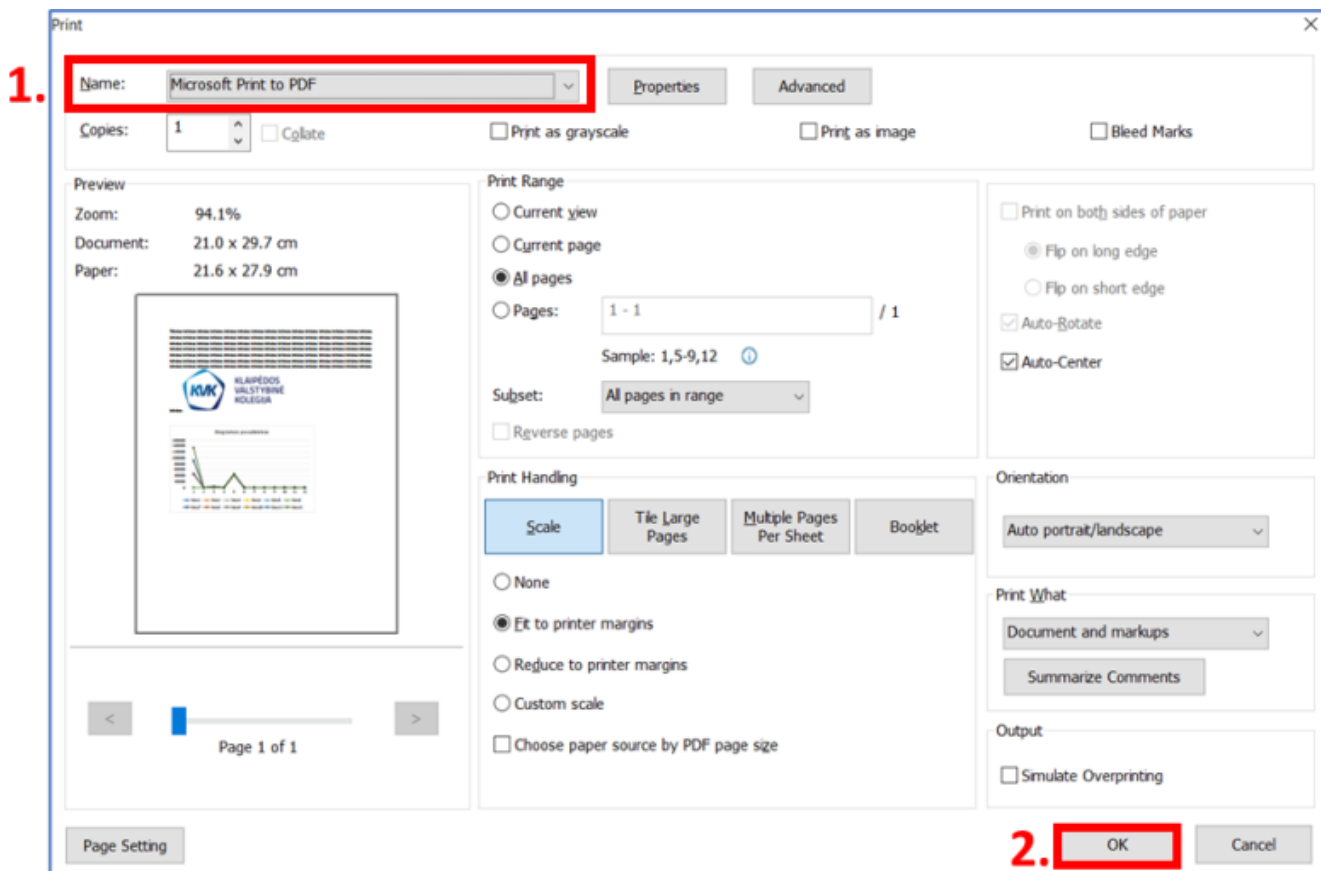 Print
1.
Name: Microsoft Print to PDF Properties Advanced
Copies: 1 Collate Print as grayscale Print as image Bleed Marks
Preview
Zoom: 94.1%
Document: 21.0 x 29.7 cm
Paper: 21.6 x 27.9 cm
KVK
KLAIPĖDOS
VALSTYBINĖ
KOLEGIJA
< >
Page 1 of 1
Print Range
Current view
Current page
All pages
Pages: 1 - 1 / 1
Sample: 1,5-9,12
Subset: All pages in range
Reverse pages
Print on both sides of paper
Flip on long edge
Flip on short edge
Auto-Rotate
Auto-Center
Print Handling
Scale
Tile Large
Pages
Multiple Pages
Per Sheet
Booklet
None
Fit to printer margins
Reduce to printer margins
Custom scale
Choose paper source by PDF page size
Orientation
Auto portrait/landscape
Print What
Document and markups
Summarize Comments
Output
Simulate Overprinting
Page Setting
2.
OK Cancel